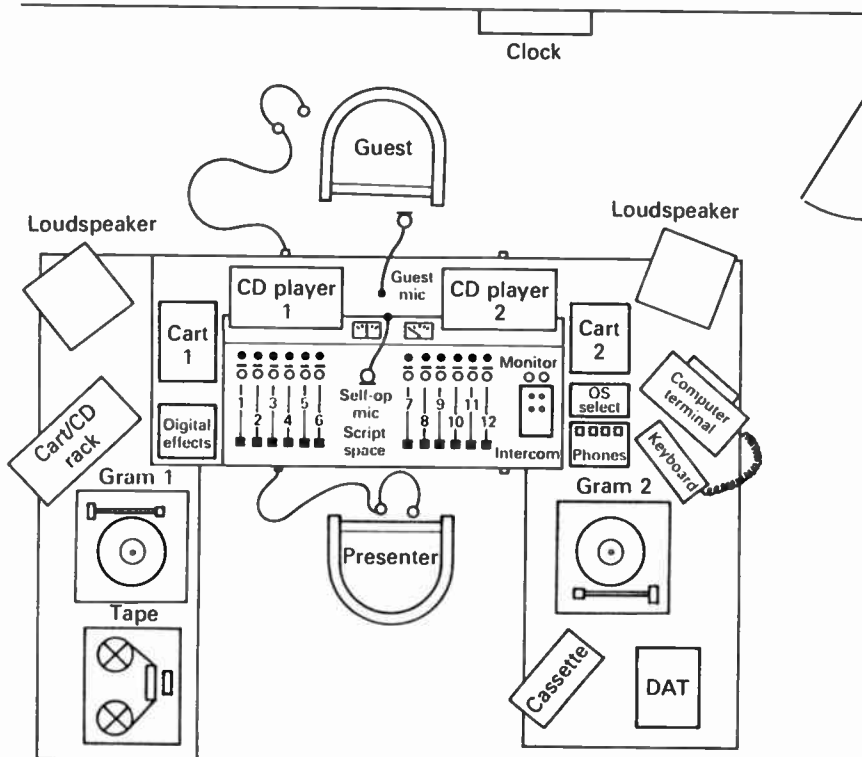 Clock
Guest
Loudspeaker
Loudspeaker
CD player
1
Guest
mic
CD player
2
Cart
1
Cart
2
Monitor
Computer
terminal
1 3 5
2 4 6
Self-op
mic
7 9 11
8 10 12
OS
select
Cart/CD
rack
Digital
effects
Script
space
Intercom
Phones
Keyboard
Gram 1
Gram 2
Presenter
Tape
Cassette
DAT